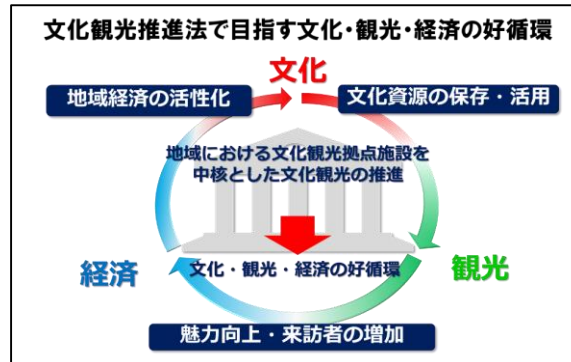 文化観光推進法で目指す文化・観光・経済の好循環
文化
地域経済の活性化
文化資源の保存・活用
地域における文化観光拠点施設を
中核とした文化観光の推進
経済
文化・観光・経済の好循環
観光
魅力向上・来訪者の増加